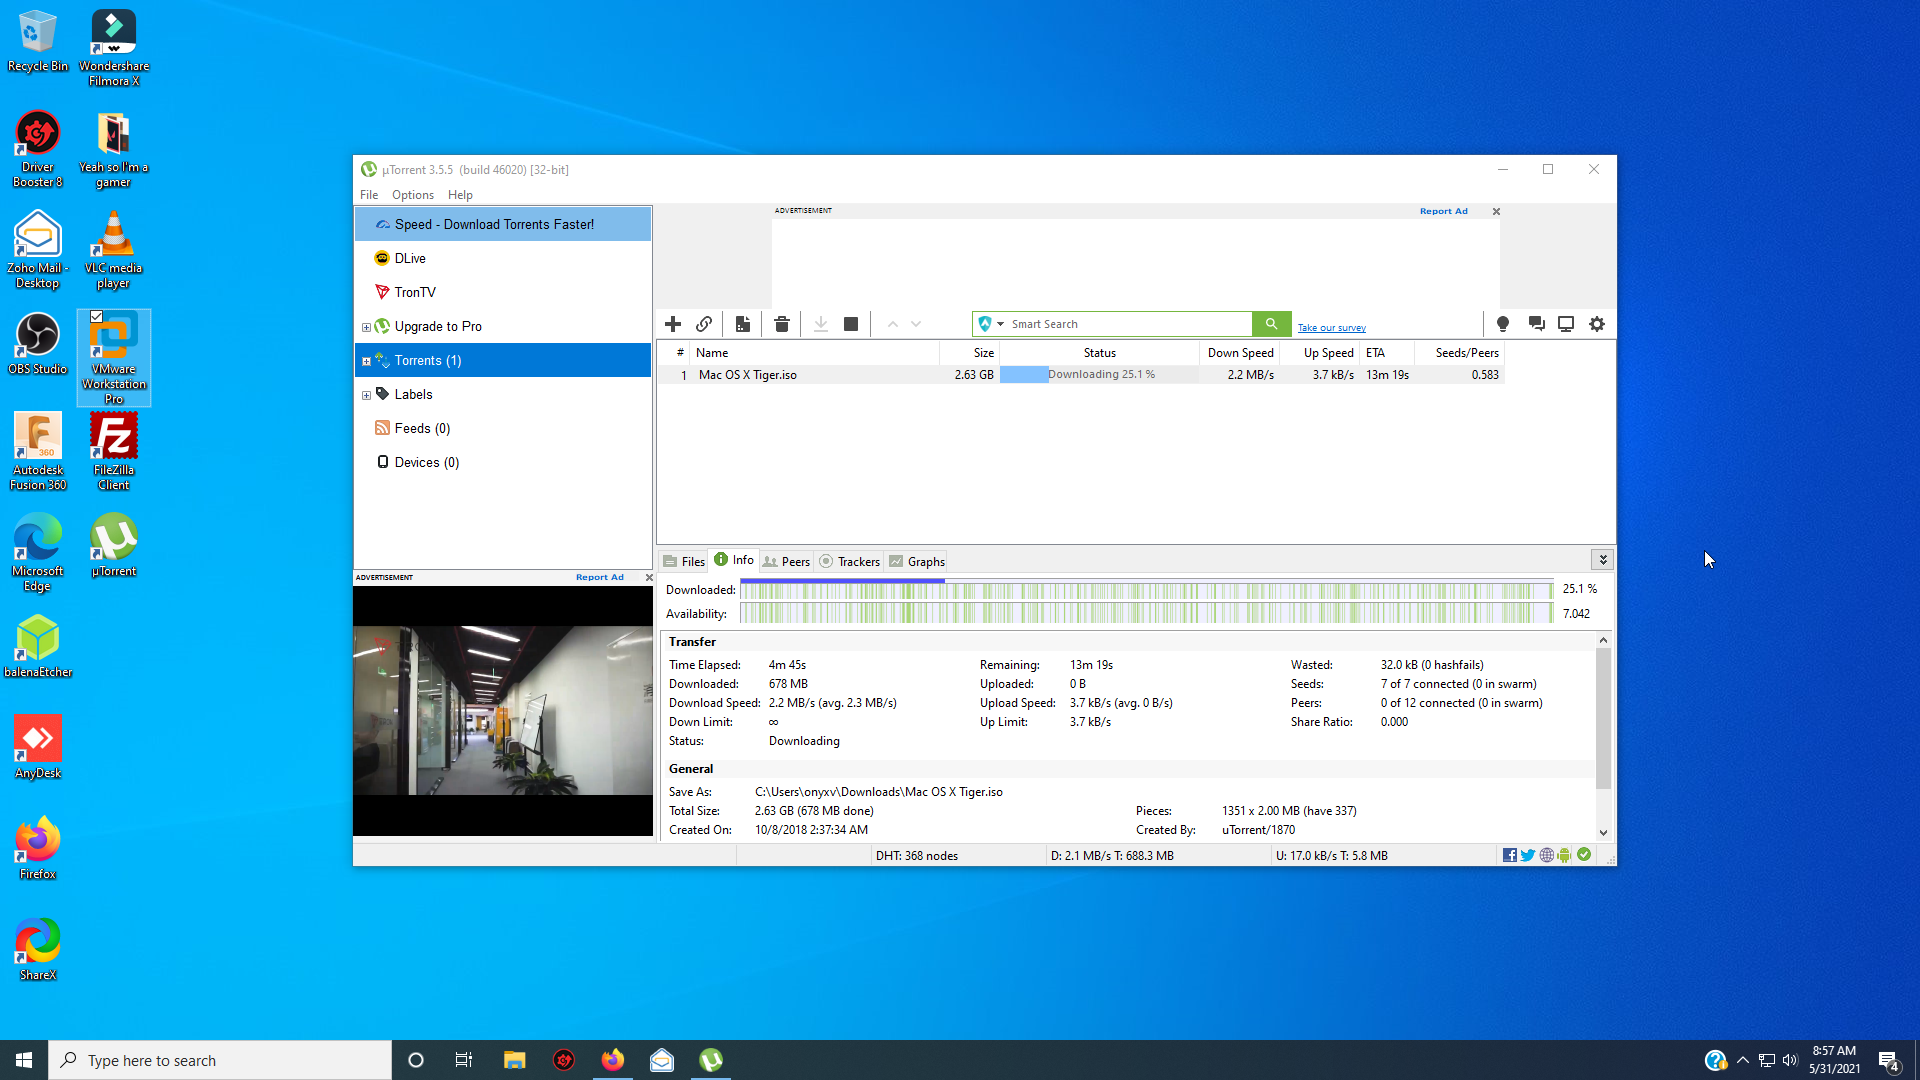 Recycle Bin
Wondershare
Filmora X
Driver
Booster 8
Yeah so I'm a
gamer
Zoho Mail -
Desktop
VLC media
player
OBS Studio
VMware
Workstation
Pro
Autodesk
Fusion 360
FileZilla
Client
Microsoft
Edge
µTorrent
balenaEtcher
AnyDesk
Firefox
ShareX
µTorrent 3.5.5 (build 46020) [32-bit]
File Options Help
Speed - Download Torrents Faster!
DLive
TronTV
Upgrade to Pro
Torrents (1)
Labels
Feeds (0)
Devices (0)
ADVERTISEMENT Report Ad
ADVERTISEMENT Report Ad
Smart Search
Take our survey
# Name Size Status Down Speed Up Speed ETA Seeds/Peers
1 Mac OS X Tiger.iso 2.63 GB Downloading 25.1 % 2.2 MB/s 3.7 kB/s 13m 19s 0.583
Files Info Peers Trackers Graphs
Downloaded: 25.1 %
Availability: 7.042
Transfer
Time Elapsed: 4m 45s Remaining: 13m 19s Wasted: 32.0 kB (0 hashfails)
Downloaded: 678 MB Uploaded: 0 B Seeds: 7 of 7 connected (0 in swarm)
Download Speed: 2.2 MB/s (avg. 2.3 MB/s) Upload Speed: 3.7 kB/s (avg. 0 B/s) Peers: 0 of 12 connected (0 in swarm)
Down Limit: ∞ Up Limit: 3.7 kB/s Share Ratio: 0.000
Status: Downloading
General
Save As: C:\Users\onyxv\Downloads\Mac OS X Tiger.iso
Total Size: 2.63 GB (678 MB done) Pieces: 1351 x 2.00 MB (have 337)
Created On: 10/8/2018 2:37:34 AM Created By: uTorrent/1870
DHT: 368 nodes D: 2.1 MB/s T: 688.3 MB U: 17.0 kB/s T: 5.8 MB
Type here to search
8:57 AM
5/31/2021
4